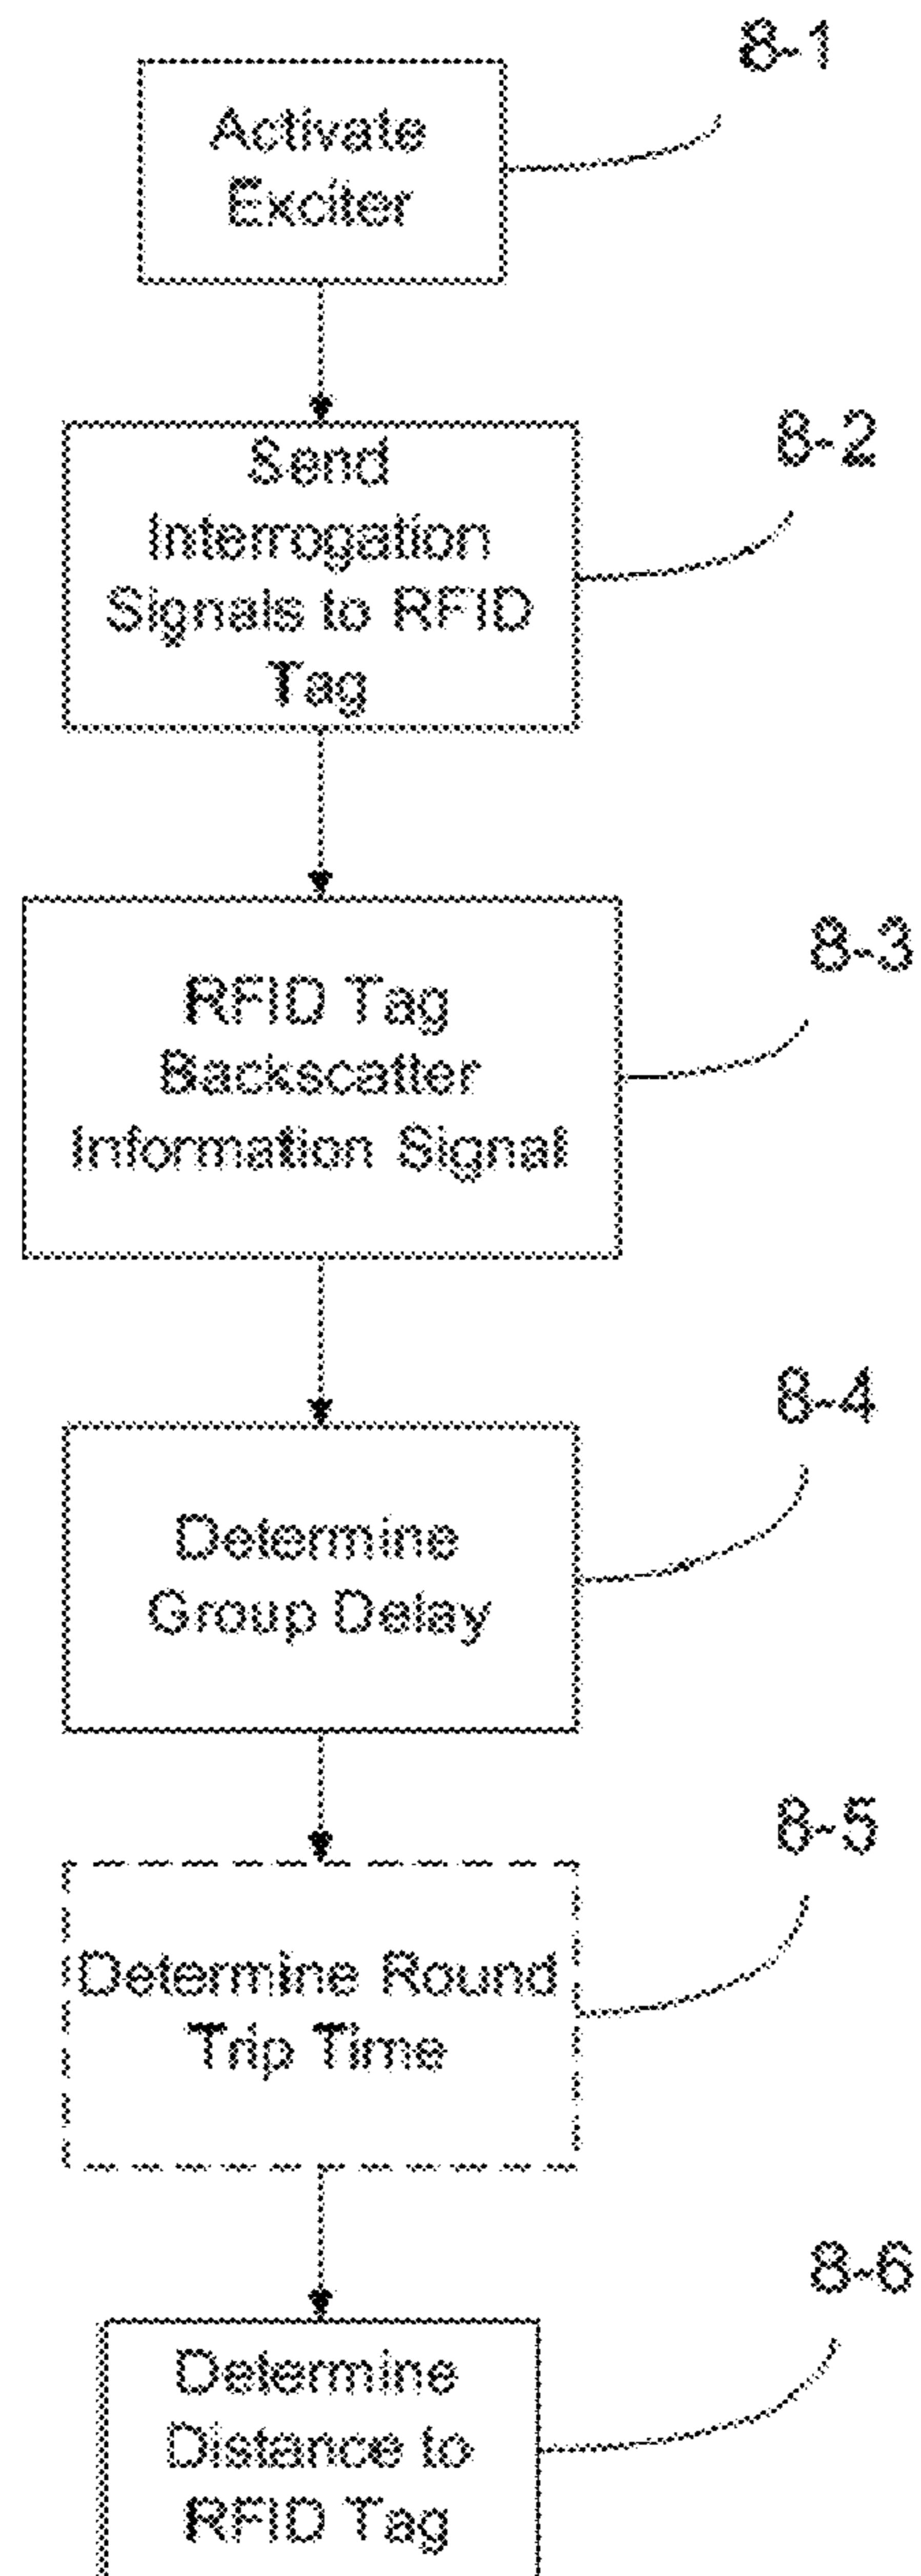 8-1
Activate
Exciter
8-2
Send
Interrogation
Signals to RFID
Tag
8-3
RFID Tag
Backscatter
Information Signal
8-4
Determine
Group Delay
8-5
Determine Round
Trip Time
8-6
Determine
Distance to
RFID Tag